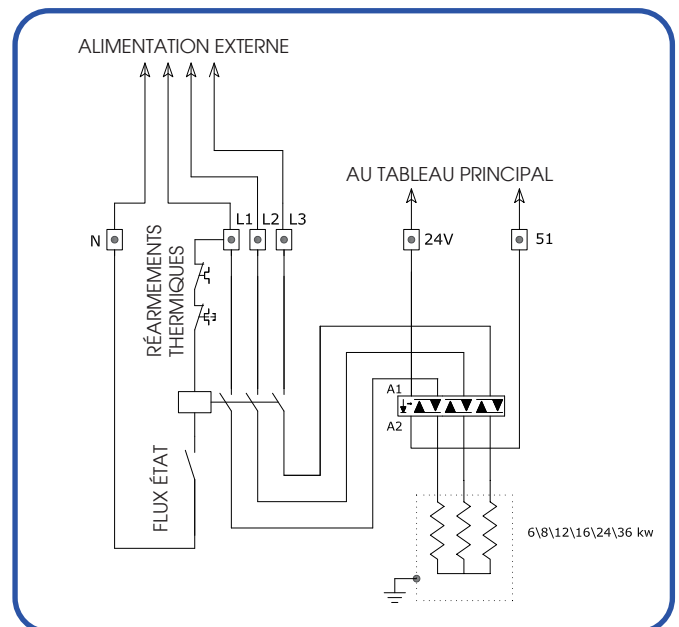 ALIMENTATION EXTERNE
AU TABLEAU PRINCIPAL
N
L1 L2 L3
24V
51
RÉARMEMENTS
THERMIQUES
A1
A2
FLUX ÉTAT
6\8\12\16\24\36 kw